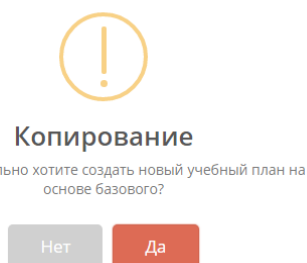 Копирование
хотите создать новый учебный план на
основе базового?
Нет
Да